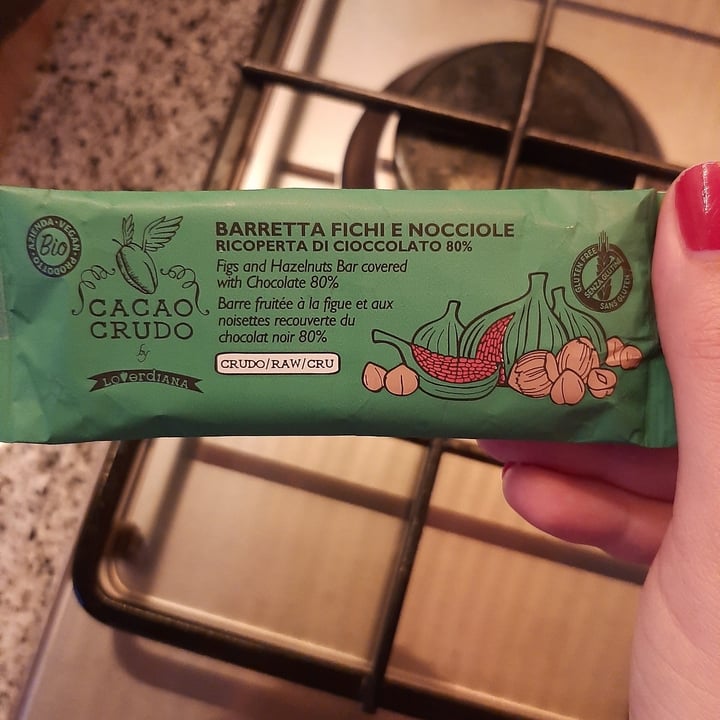 AZIENDA • VEGAN • PRODOTTO
Bio
CACAO
CRUDO
by
LOVerdiANA
BARRETTA FICHI E NOCCIOLE
RICOPERTA DI CIOCCOLATO 80%
Figs and Hazelnuts Bar covered
with Chocolate 80%
Barre fruitée à la figue et aux
noisettes recouverte du
chocolat noir 80%
CRUDO/RAW/CRU
GLUTEN FREE
SENZA GLUTINE
SANS GLUTEN